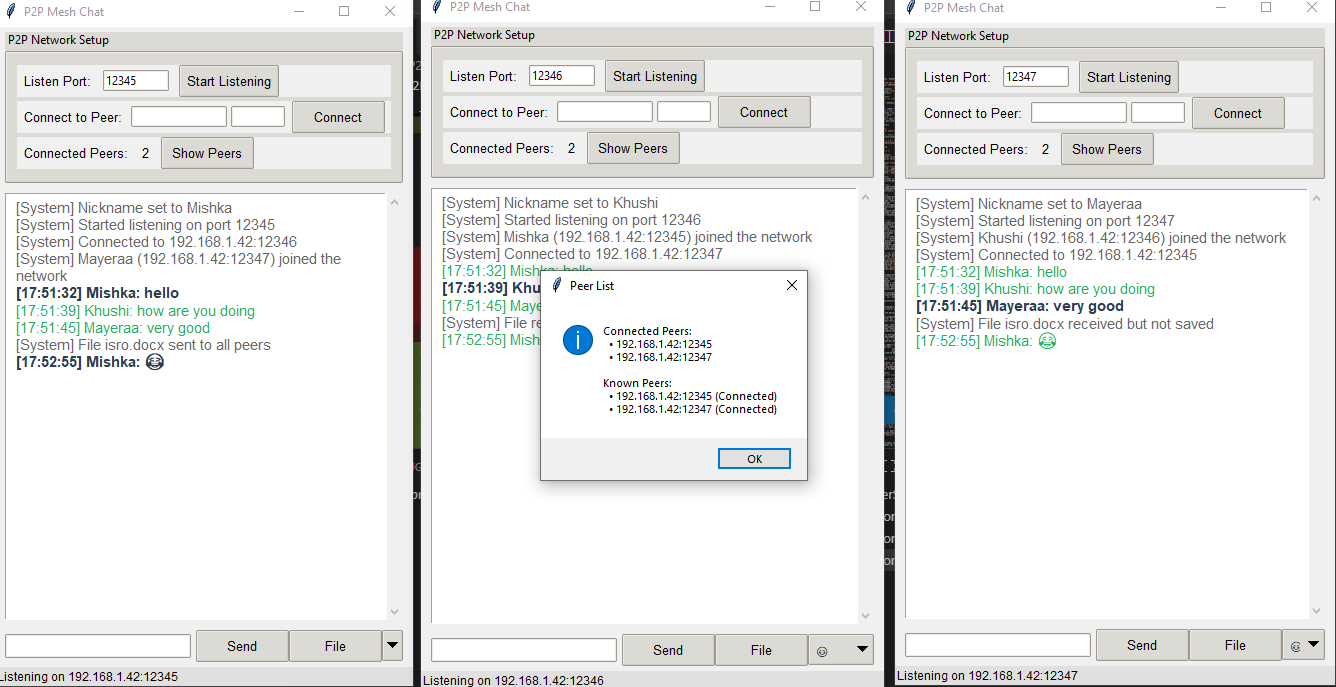 P2P Mesh Chat
P2P Network Setup
Listen Port: 12345 Start Listening
Connect to Peer: Connect
Connected Peers: 2 Show Peers
[System] Nickname set to Mishka
[System] Started listening on port 12345
[System] Connected to 192.168.1.42:12346
[System] Mayeraa (192.168.1.42:12347) joined the
network
[17:51:32] Mishka: hello
[17:51:39] Khushi: how are you doing
[17:51:45] Mayeraa: very good
[System] File isro.docx sent to all peers
[17:52:55] Mishka: 😂
Send File
Listening on 192.168.1.42:12345
P2P Mesh Chat
P2P Network Setup
Listen Port: 12346 Start Listening
Connect to Peer: Connect
Connected Peers: 2 Show Peers
[System] Nickname set to Khushi
[System] Started listening on port 12346
[System] Mishka (192.168.1.42:12345) joined the network
[System] Connected to 192.168.1.42:12347
[17:51:32] Mishka: hello
[17:51:39]
[17:51:45]
[System] File
[17:52:55]
Peer List
Connected Peers:
• 192.168.1.42:12345
• 192.168.1.42:12347
Known Peers:
• 192.168.1.42:12345 (Connected)
• 192.168.1.42:12347 (Connected)
OK
Send File ☺
Listening on 192.168.1.42:12346
P2P Mesh Chat
P2P Network Setup
Listen Port: 12347 Start Listening
Connect to Peer: Connect
Connected Peers: 2 Show Peers
[System] Nickname set to Mayeraa
[System] Started listening on port 12347
[System] Khushi (192.168.1.42:12346) joined the network
[System] Connected to 192.168.1.42:12345
[17:51:32] Mishka: hello
[17:51:39] Khushi: how are you doing
[17:51:45] Mayeraa: very good
[System] File isro.docx received but not saved
[17:52:55] Mishka: 😂
Send File ☺
Listening on 192.168.1.42:12347